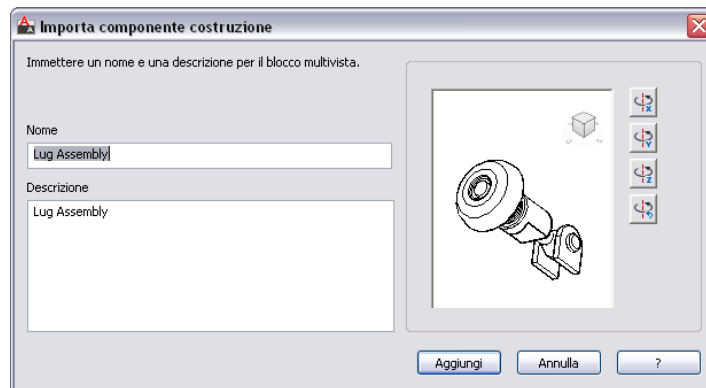 Importa componente costruzione
Immettere un nome e una descrizione per il blocco multivista.
Nome
Lug Assembly
Descrizione
Lug Assembly
X
Y
Z
Aggiungi
Annulla
?